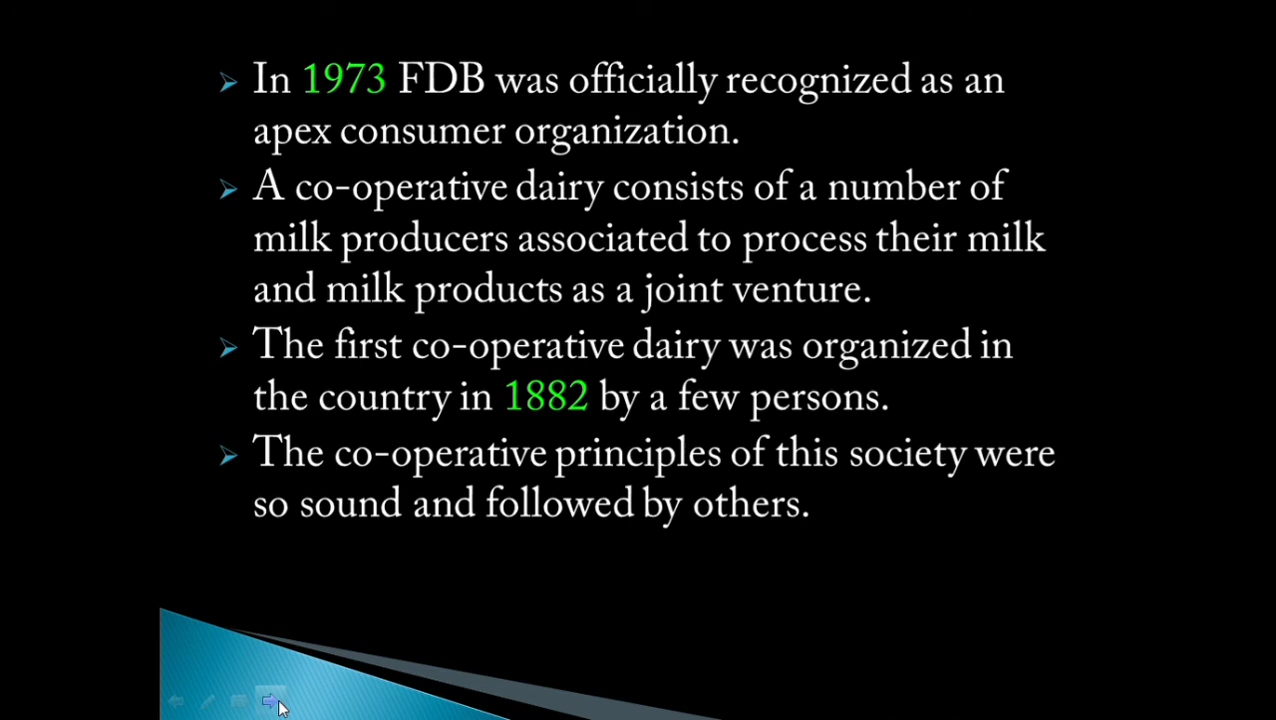 In 1973 FDB was officially recognized as an
apex consumer organization.
A co-operative dairy consists of a number of
milk producers associated to process their milk
and milk products as a joint venture.
The first co-operative dairy was organized in
the country in 1882 by a few persons.
The co-operative principles of this society were
so sound and followed by others.